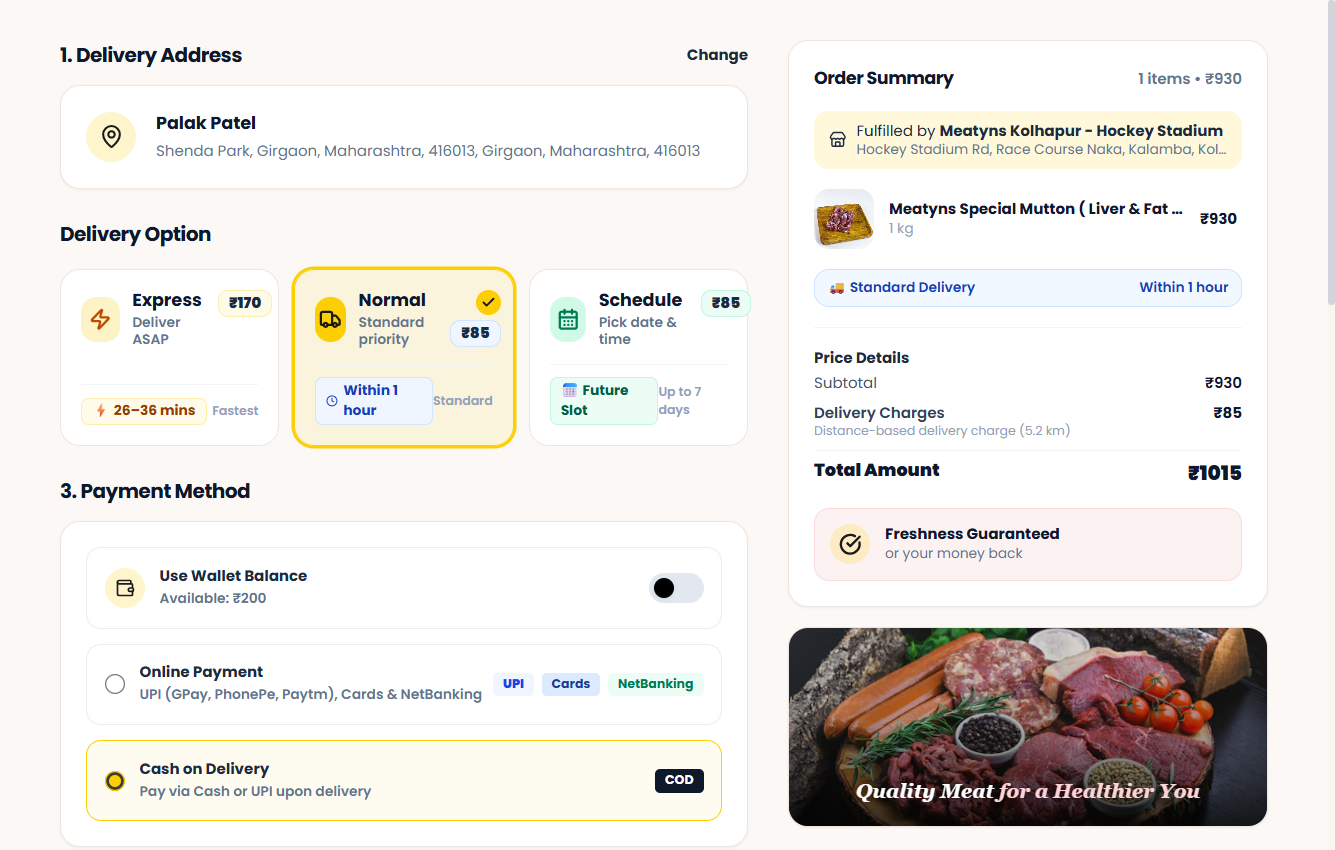 1. Delivery Address
Change
Palak Patel
Shenda Park, Girgaon, Maharashtra, 416013, Girgaon, Maharashtra, 416013
Delivery Option
Express
₹170
Deliver
ASAP
26–36 mins
Fastest
Normal
Standard
priority
₹85
Within 1
hour
Standard
Schedule
₹85
Pick date &
time
Future
Slot
Up to 7
days
3. Payment Method
Use Wallet Balance
Available: ₹200
Online Payment
UPI (GPay, PhonePe, Paytm), Cards & NetBanking
UPI
Cards
NetBanking
Cash on Delivery
Pay via Cash or UPI upon delivery
COD
Order Summary
1 items • ₹930
Fulfilled by Meatyns Kolhapur - Hockey Stadium
Hockey Stadium Rd, Race Course Naka, Kalamba, Kol...
Meatyns Special Mutton ( Liver & Fat ...
1 kg
₹930
Standard Delivery
Within 1 hour
Price Details
Subtotal
₹930
Delivery Charges
₹85
Distance-based delivery charge (5.2 km)
Total Amount
₹1015
Freshness Guaranteed
or your money back
Quality Meat for a Healthier You